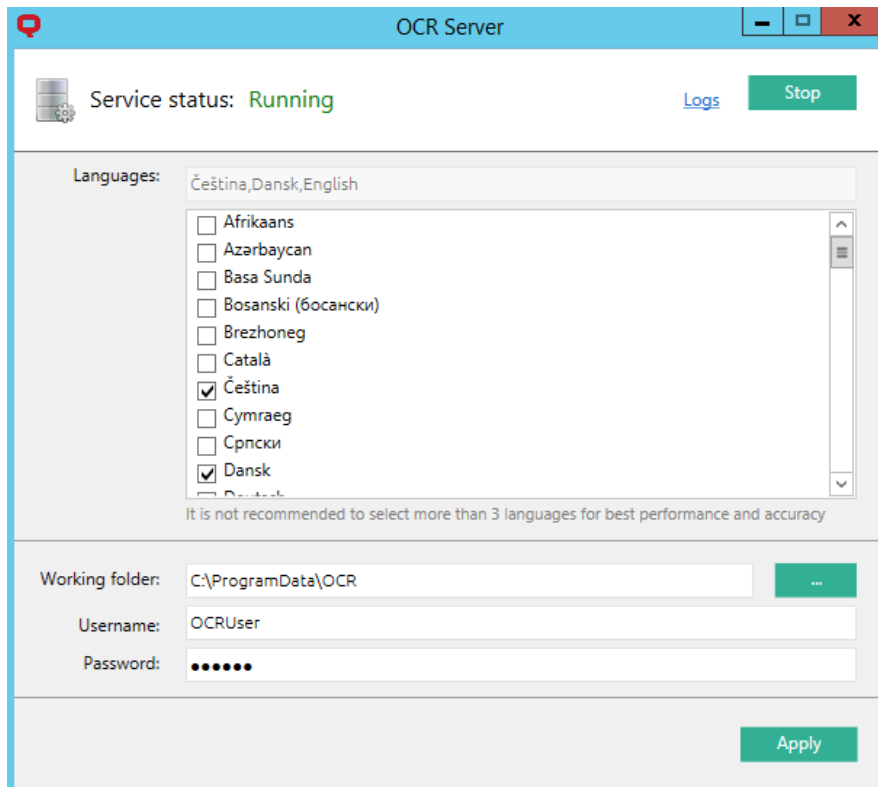 OCR Server
Service status: Running
Logs
Stop
Languages:
Čeština,Dansk,English
Afrikaans
Azərbaycan
Basa Sunda
Bosanski (босански)
Brezhoneg
Català
Čeština
Cymraeg
Српски
Dansk
Deutsch
It is not recommended to select more than 3 languages for best performance and accuracy
Working folder:
C:\ProgramData\OCR
...
Username:
OCRUser
Password:
●●●●●●
Apply